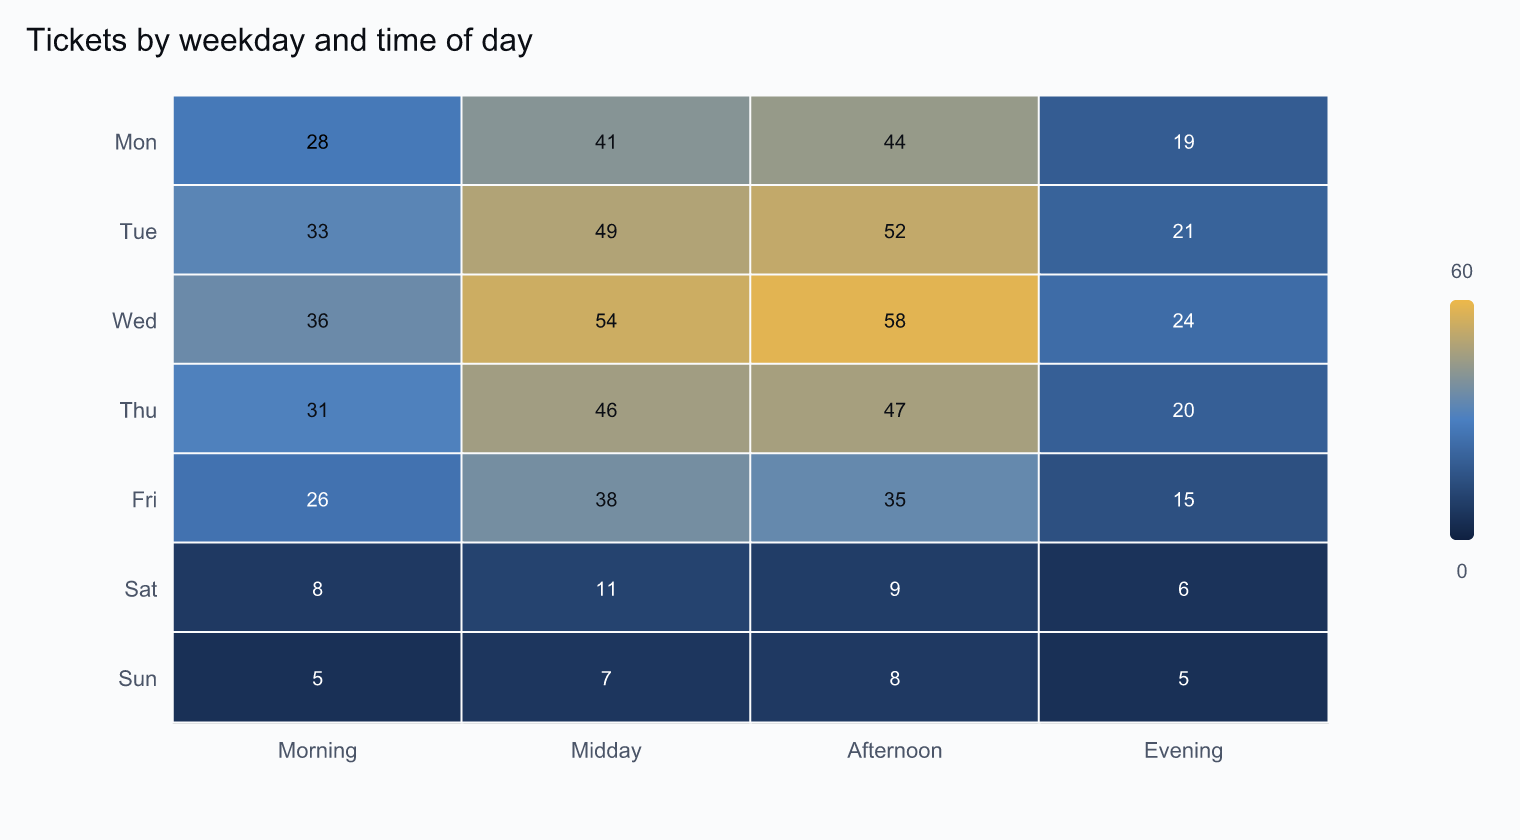 Tickets by weekday and time of day
Mon 28 41 44 19
Tue 33 49 52 21
60
Wed 36 54 58 24
Thu 31 46 47 20
Fri 26 38 35 15
0
Sat 8 11 9 6
Sun 5 7 8 5
Morning Midday Afternoon Evening